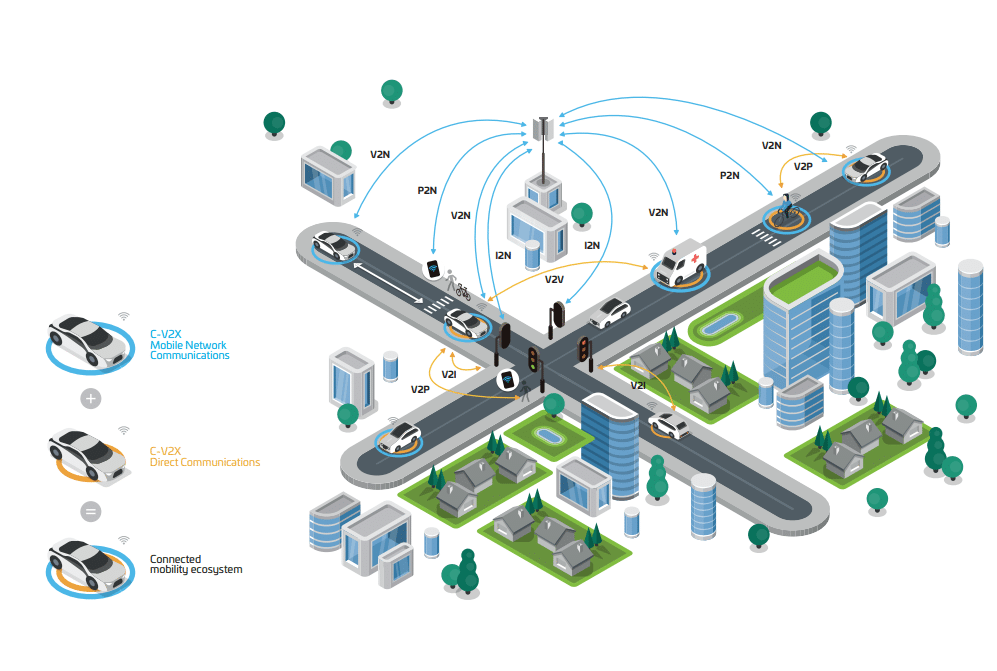 V2N
P2N
V2N
I2N
V2V
I2N
V2N
P2N
V2N
V2P
V2I
V2P
V2I
C-V2X
Mobile Network
Communications
+
C-V2X
Direct Communications
=
Connected
mobility ecosystem